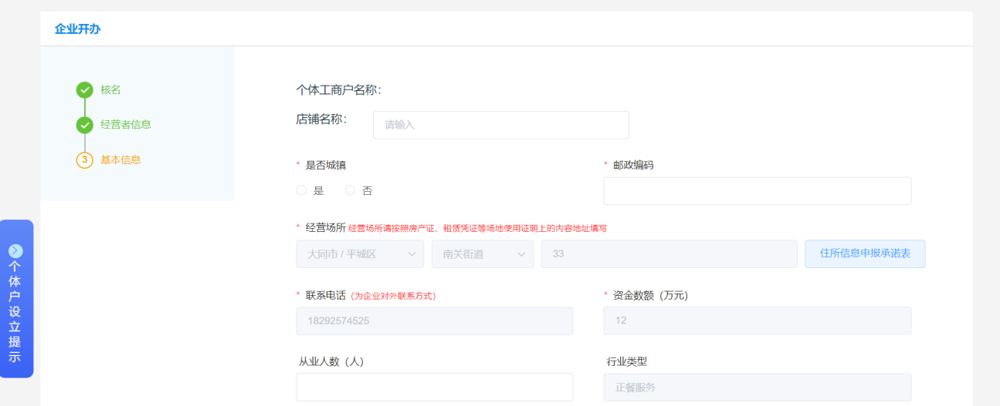 企业开办
核名
经营者信息
3 基本信息
个体户设立提示
个体工商户名称：
店铺名称： 请输入
* 是否城镇 * 邮政编码
是 否
* 经营场所 经营场所请按照房产证、租赁凭证等场地使用证明上的内容地址填写
大同市 / 平城区 南关街道 33 住所信息申报承诺表
* 联系电话（为企业对外联系方式） * 资金数额（万元）
18292574525 12
从业人数（人） 行业类型
正餐服务